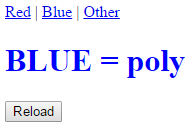 Red | Blue | Other
BLUE = poly
Reload